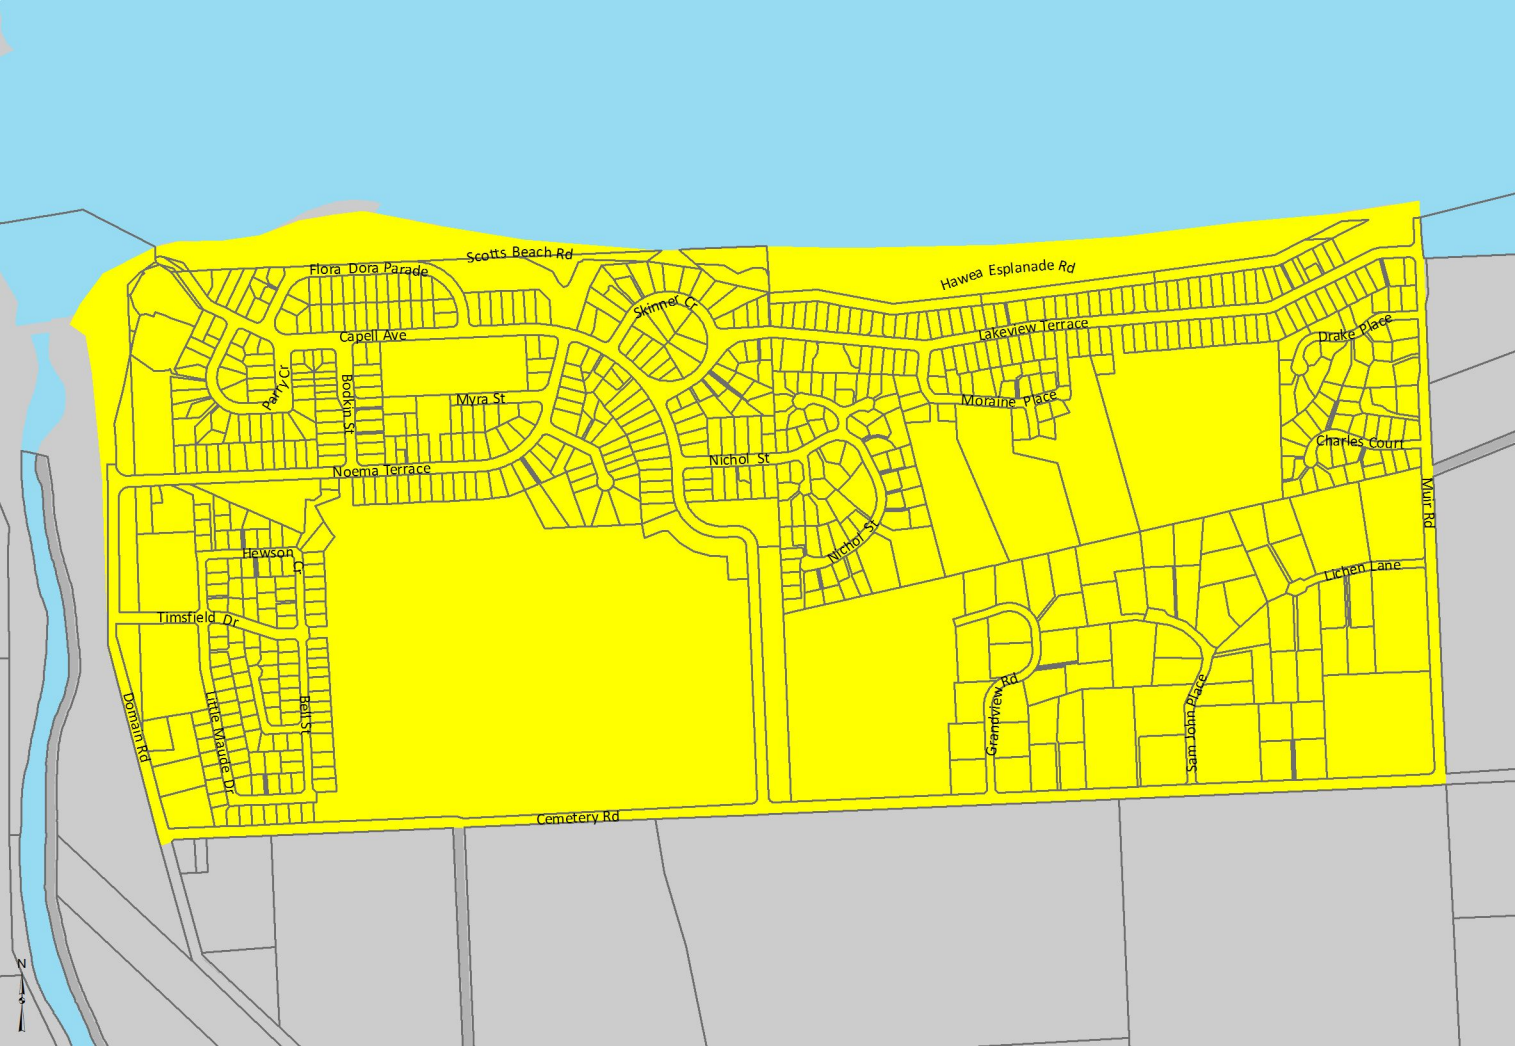 Scotts Beach Rd
Flora Dora Parade
Hawea Esplanade Rd
Skinner Cr
Capell Ave
Lakeview Terrace
Drake Place
Parry Cr
Bodkin St
Myra St
Moraine Place
Charles Court
Nichol St
Noema Terrace
Muir Rd
Nichol St
Hewson Cr
Lichen Lane
Timsfield Dr
Domain Rd
Little Maude Dr
Bell St
Grandview Rd
Sam John Place
Cemetery Rd
N